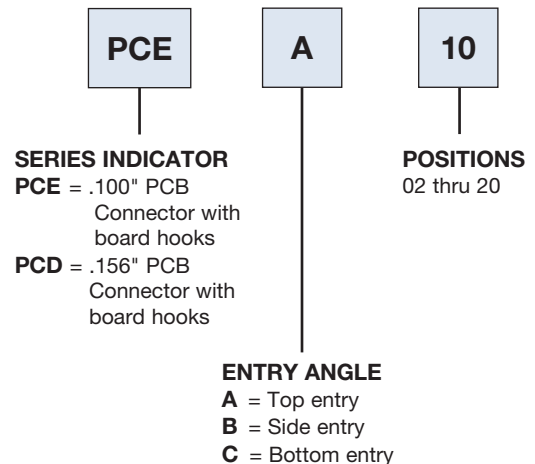 PCE A 10
SERIES INDICATOR
PCE = .100" PCB
Connector with
board hooks
PCD = .156" PCB
Connector with
board hooks
POSITIONS
02 thru 20
ENTRY ANGLE
A = Top entry
B = Side entry
C = Bottom entry